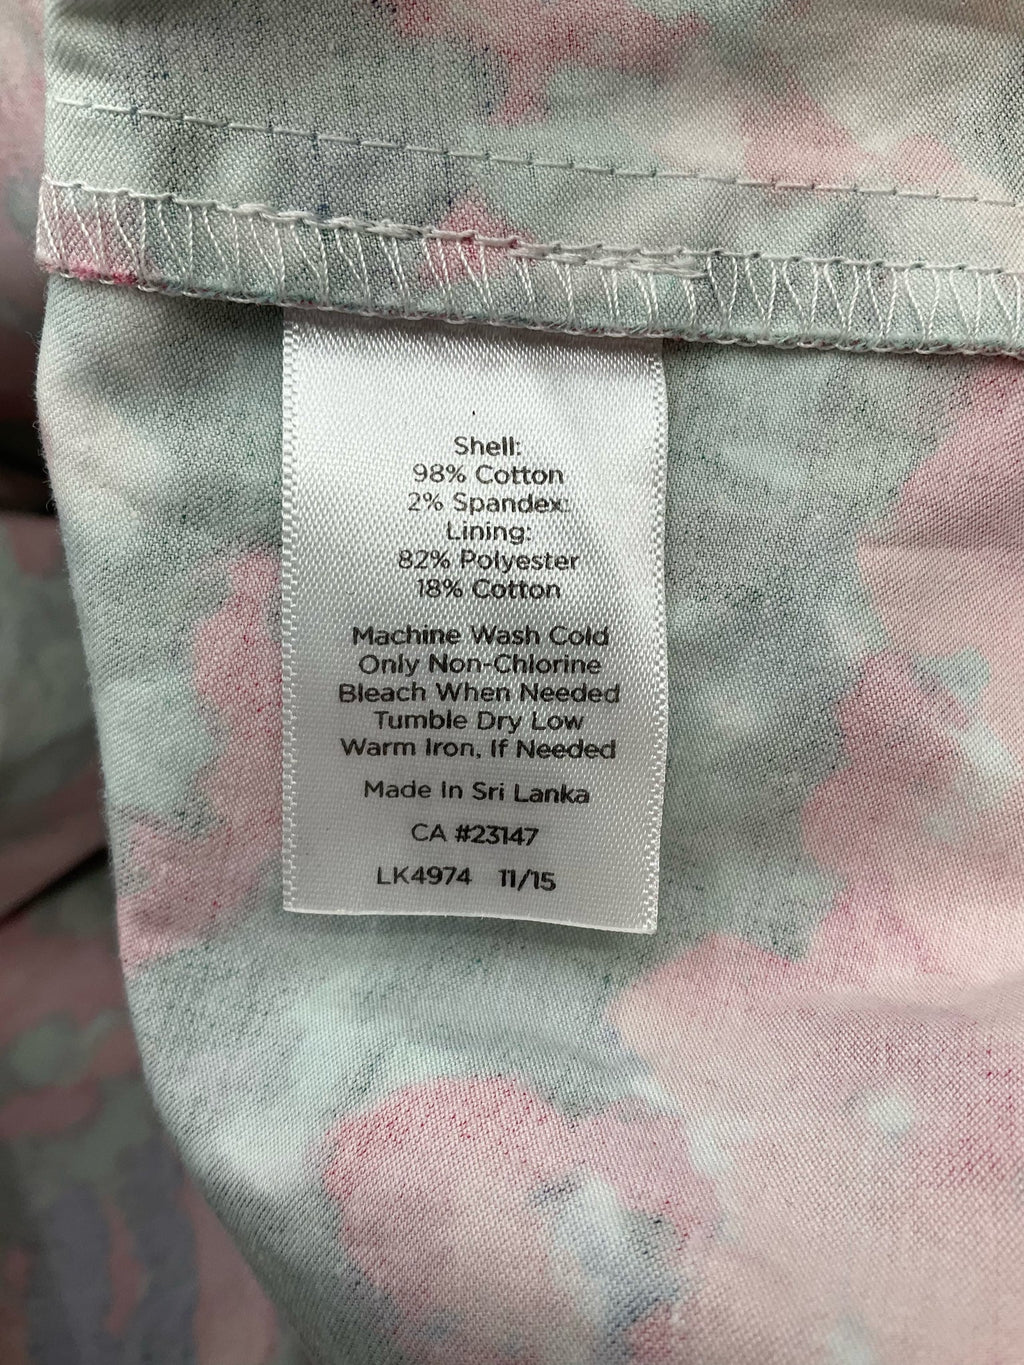 Shell:
98% Cotton
2% Spandex:
Lining:
82% Polyester
18% Cotton
Machine Wash Cold
Only Non-Chlorine
Bleach When Needed
Tumble Dry Low
Warm Iron, If Needed
Made In Sri Lanka
CA #23147
LK4974 11/15